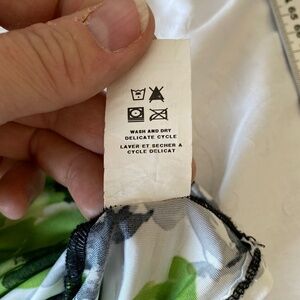 WASH AND DRY
DELICATE CYCLE
LAVER ET SECHER A
CYCLE DELICAT